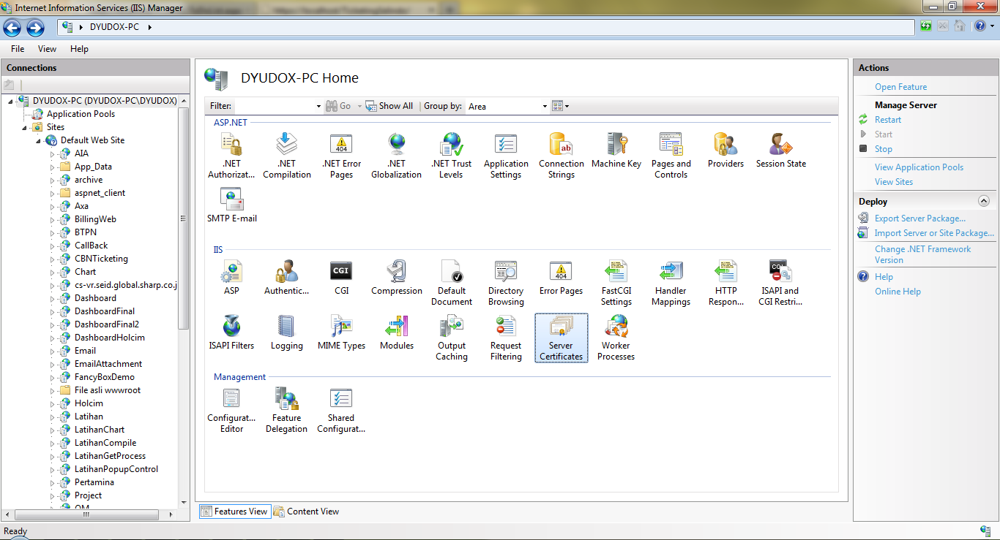 Internet Information Services (IIS) Manager
DYUDOX-PC
File View Help
Connections
DYUDOX-PC (DYUDOX-PC\DYUDOX)
Application Pools
Sites
Default Web Site
AIA
App_Data
archive
aspnet_client
Axa
BillingWeb
BTPN
CallBack
CBNTicketing
Chart
cs-vr.seid.global.sharp.co.j
Dashboard
DashboardFinal
DashboardFinal2
DashboardHolcim
Email
EmailAttachment
FancyBoxDemo
File asli wwwroot
Holcim
Latihan
LatihanChart
LatihanCompile
LatihanGetProcess
LatihanPopupControl
Pertamina
Project
DYUDOX-PC Home
Filter: Go Show All Group by: Area
ASP.NET
.NET
Authorizat...
.NET
Compilation
.NET Error
Pages
.NET
Globalization
.NET Trust
Levels
Application
Settings
Connection
Strings
Machine Key
Pages and
Controls
Providers
Session State
SMTP E-mail
IIS
ASP
Authentic...
CGI
CGI
Compression
Default
Document
Directory
Browsing
404
Error Pages
FastCGI
Settings
Handler
Mappings
HTTP
Respon...
CGI
ISAPI and
CGI Restri...
ISAPI Filters
Logging
MIME Types
Modules
Output
Caching
Request
Filtering
Server
Certificates
Worker
Processes
Management
Configurat...
Editor
Feature
Delegation
Shared
Configurat...
Features View Content View
Actions
Open Feature
Manage Server
Restart
Start
Stop
View Application Pools
View Sites
Deploy
Export Server Package...
Import Server or Site Package...
Change .NET Framework
Version
Help
Online Help
Ready